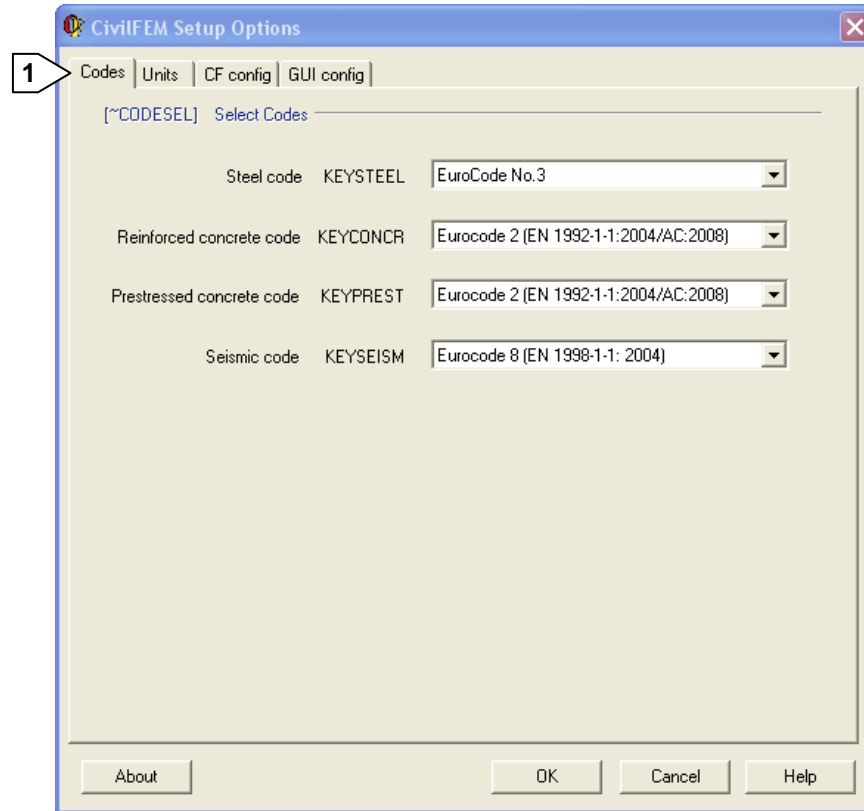 CivilFEM Setup Options
1
Codes Units CF config GUI config
[~CODESEL] Select Codes
Steel code KEYSTEEL EuroCode No.3
Reinforced concrete code KEYCONCR Eurocode 2 (EN 1992-1-1:2004/AC:2008)
Prestressed concrete code KEYPREST Eurocode 2 (EN 1992-1-1:2004/AC:2008)
Seismic code KEYSEISM Eurocode 8 (EN 1998-1-1: 2004)
About OK Cancel Help